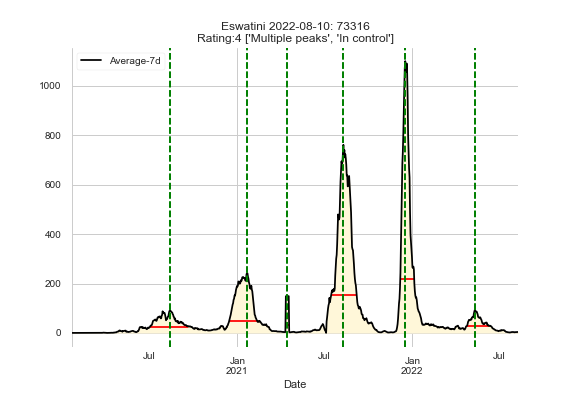 Eswatini 2022-08-10: 73316
Rating:4 ['Multiple peaks', 'In control']
Average-7d
1000
800
600
400
200
0
Jul
Jan
2021
Jul
Jan
2022
Jul
Date